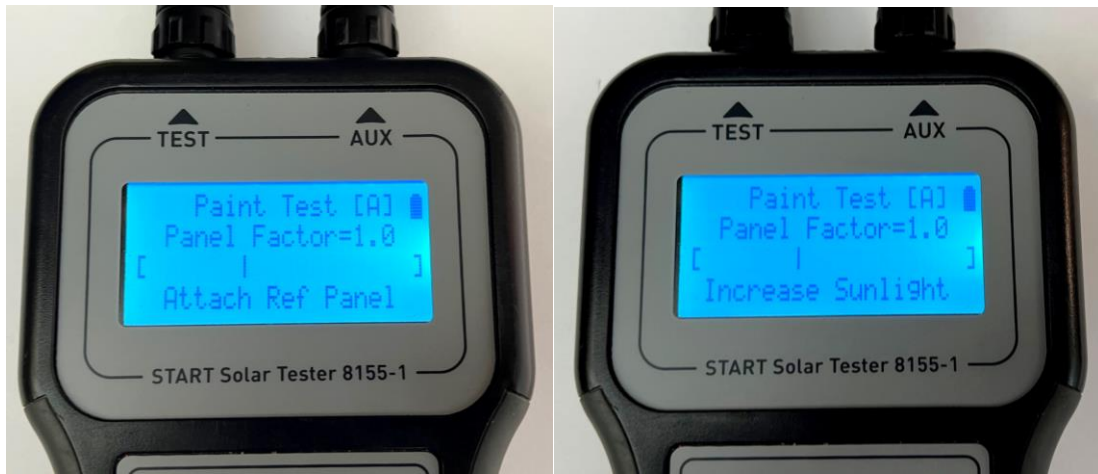 TEST AUX
Paint Test [A]
Panel Factor=1.0
[ | ]
Attach Ref Panel
START Solar Tester 8155-1
TEST AUX
Paint Test [A]
Panel Factor=1.0
[ | ]
Increase Sunlight
START Solar Tester 8155-1